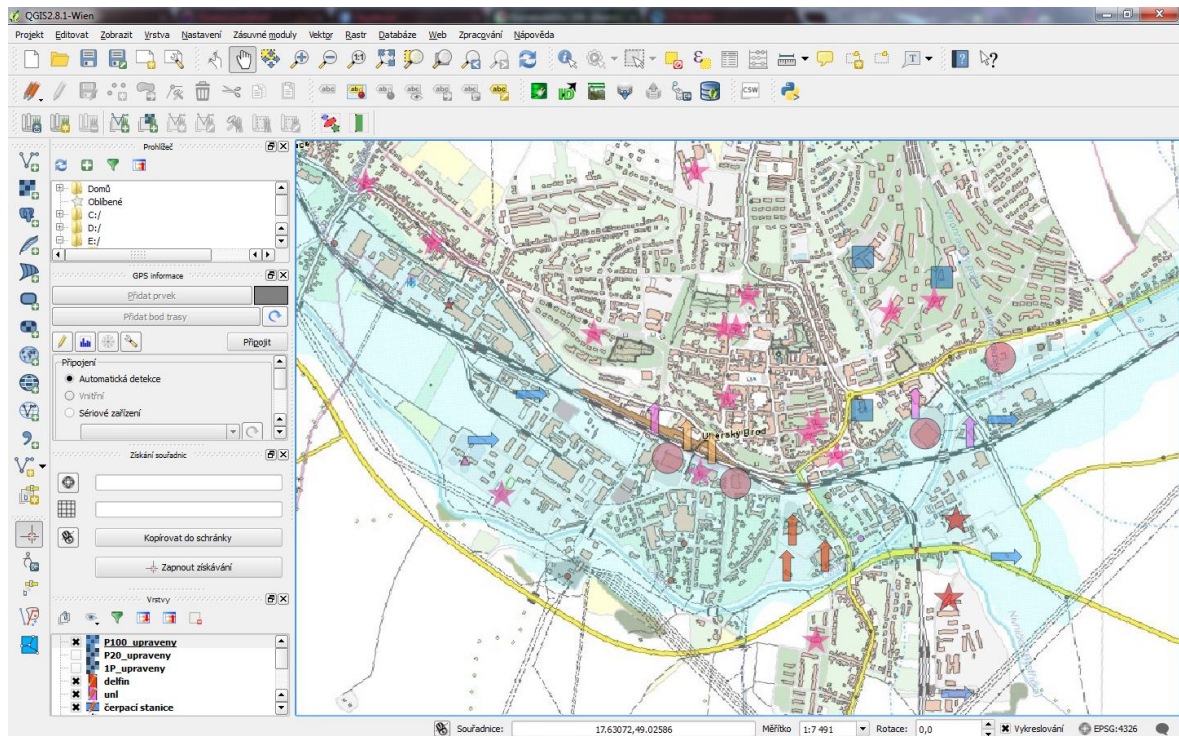 QGIS2.8.1-Wien
Projekt Editovat Zobrazit Vrstva Nastavení Zásuvné moduly Vektor Rastr Databáze Web Zpracování Nápověda
Prohlížeč
Domů
Oblíbené
C:/
D:/
E:/
GPS informace
Přidat prvek
Přidat bod trasy
Připojit
Připojení
Automatická detekce
Vnitřní
Sériové zařízení
Získání souřadnic
Kopírovat do schránky
Zapnout získávání
Vrstvy
P100_upraveny
P20_upraveny
1P_upraveny
delfin
unl
čerpací stanice
Uherský Brod
Souřadnice: 17.63072,49.02586 Měřítko 1:7 491 Rotace: 0,0 Vykreslování EPSG:4326